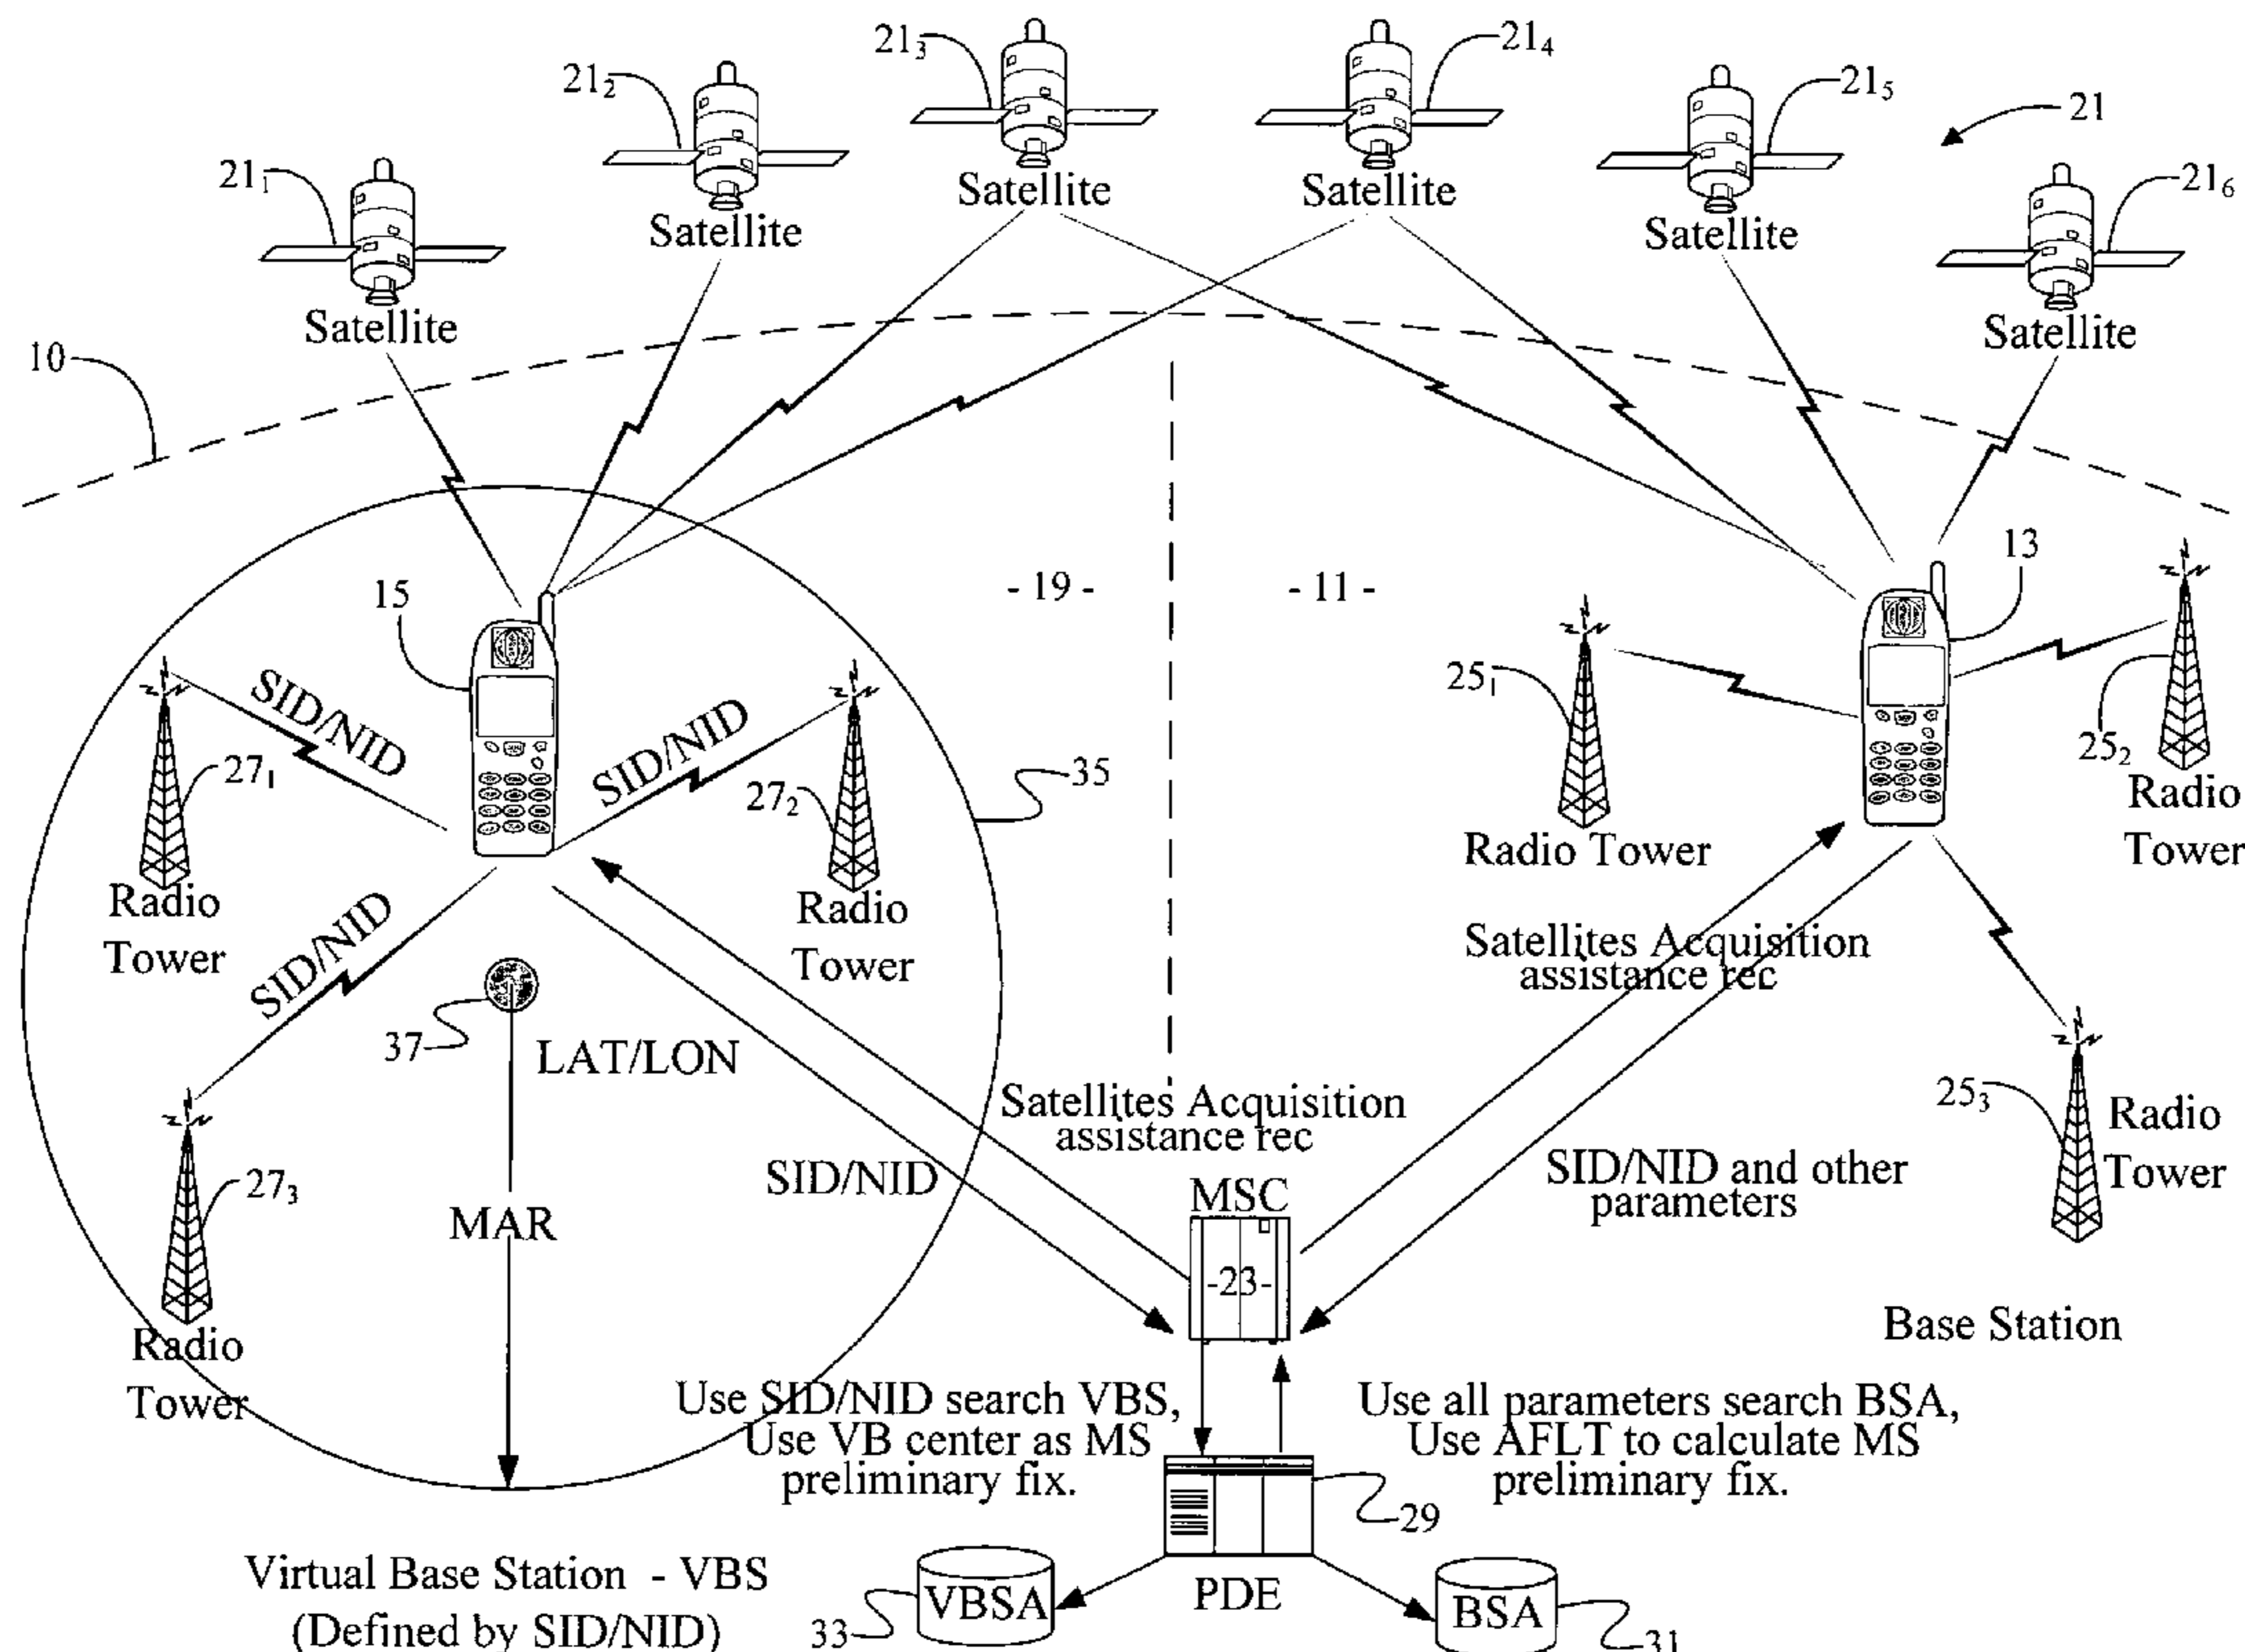 21₃
21₄
21₂
21₅
21
21₁
21₆
Satellite
Satellite
Satellite
Satellite
Satellite
Satellite
10
13
15
- 19 -
- 11 -
SID/NID
SID/NID
25₁
25₂
27₁
27₂
35
Radio
Tower
Radio Tower
Radio
Tower
Radio
Tower
SID/NID
Satellites Acquisition
assistance rec
37
LAT/LON
Satellites Acquisition
assistance rec
25₃
Radio
Tower
SID/NID
SID/NID and other
parameters
27₃
MSC
MAR
-23-
Radio
Tower
Base Station
Use SID/NID search VBS,
Use VB center as MS
preliminary fix.
Use all parameters search BSA,
Use AFLT to calculate MS
preliminary fix.
29
Virtual Base Station - VBS
(Defined by SID/NID)
VBSA
PDE
BSA
33
31